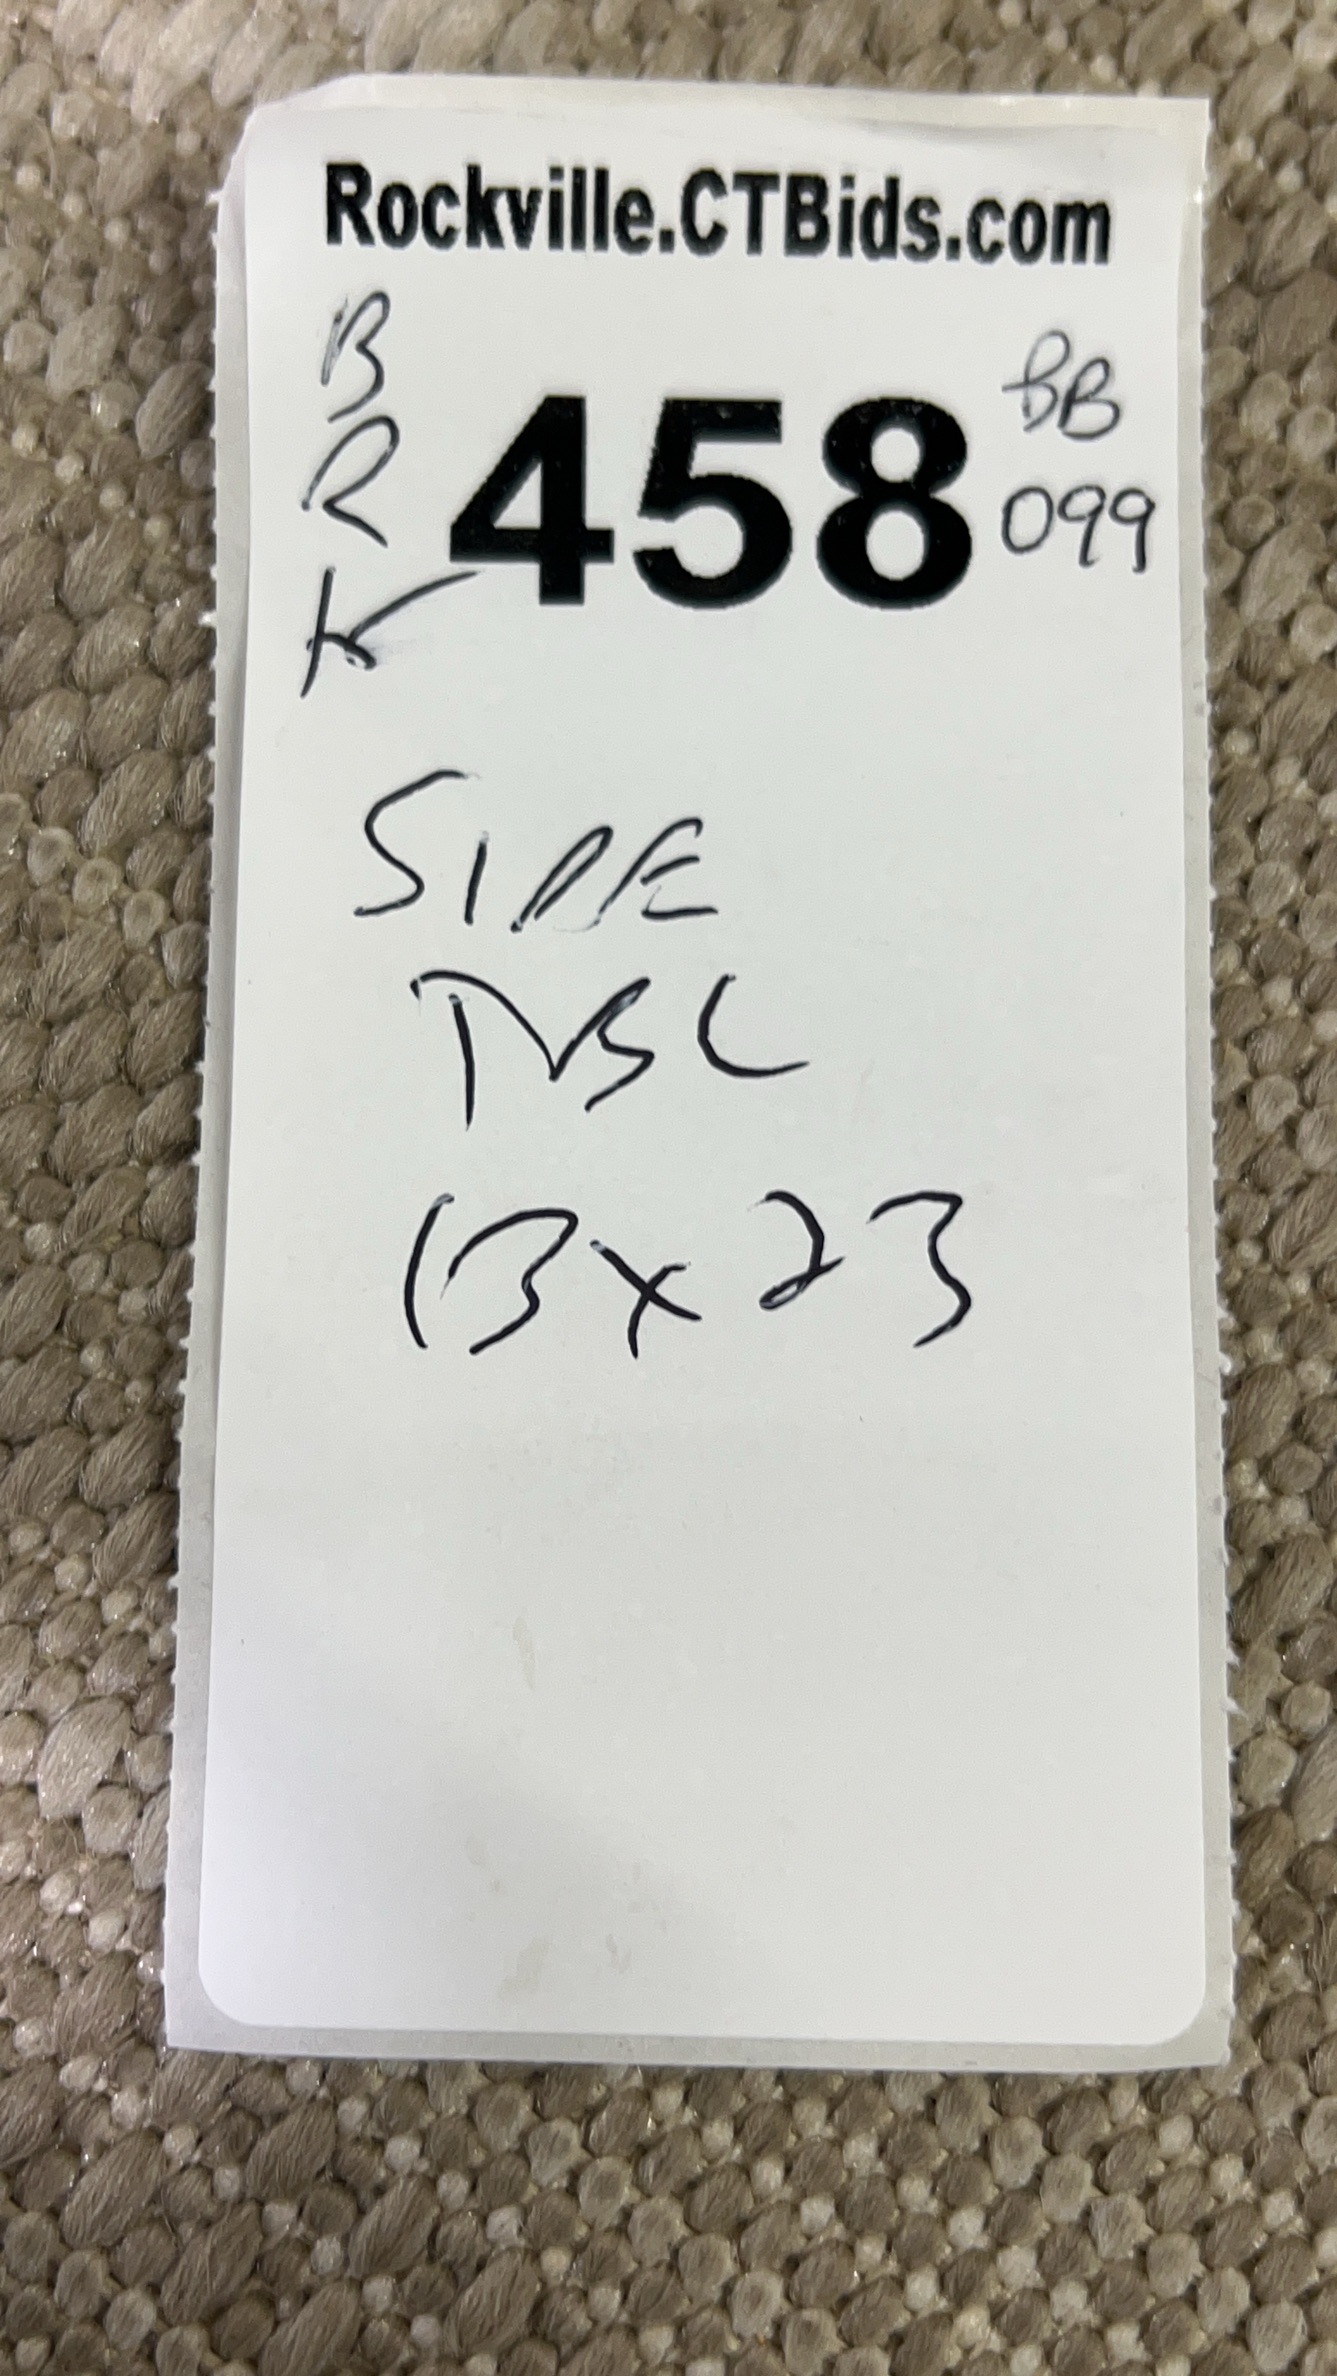 Rockville.CTBids.com
B
R
K
458
BB
099
SIDE
TBL
13x23